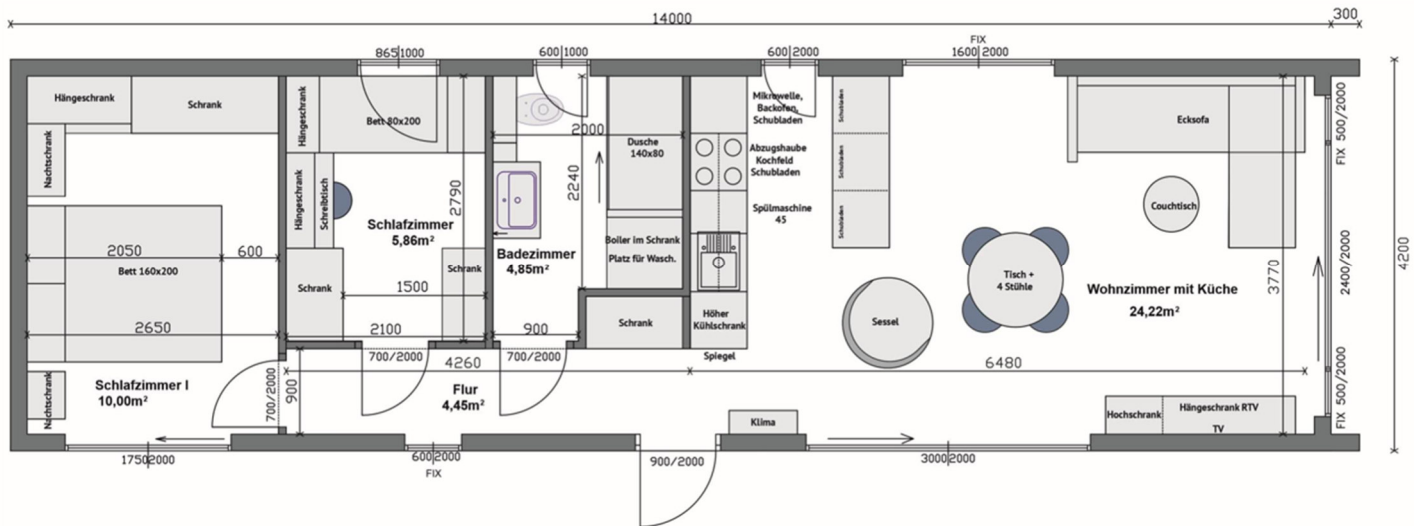 14000
300
FIX
865|1000
600|1000
600|2000
1600|2000
Hängeschrank
Schrank
Nachtschrank
2050
600
Bett 160x200
2650
Nachtschrank
Schlafzimmer I
10,00m²
1750|2000
700/2000
900
Hängeschrank
Bett 80x200
Hängeschrank
Schreibtisch
Schlafzimmer
5,86m²
2790
Schrank
Schrank
1500
2100
700/2000
4260
Flur
4,45m²
600|2000
FIX
2000
2240
Dusche
140x80
Badezimmer
4,85m²
Boiler im Schrank
Platz für Wasch.
900
700/2000
Schrank
Mikrowelle,
Backofen,
Schubladen
Abzugshaube
Kochfeld
Schubladen
Spülmaschine
45
Höher
Kühlschrank
Spiegel
Schubladen
Schubladen
Schubladen
Sessel
Tisch +
4 Stühle
Ecksofa
Couchtisch
Wohnzimmer mit Küche
24,22m²
3770
6480
Klima
900/2000
3000|2000
Hochschrank
Hängeschrank RTV
TV
FIX 500/2000
2400/2000
FIX 500/2000
4200